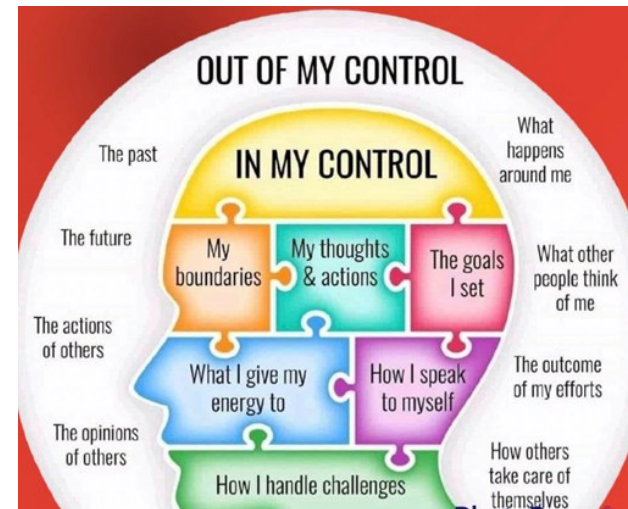 OUT OF MY CONTROL
IN MY CONTROL
The past
The future
The actions
of others
The opinions
of others
My
boundaries
My thoughts
& actions
The goals
I set
What I give my
energy to
How I speak
to myself
How I handle challenges
What
happens
around me
What other
people think
of me
The outcome
of my efforts
How others
take care of
themselves